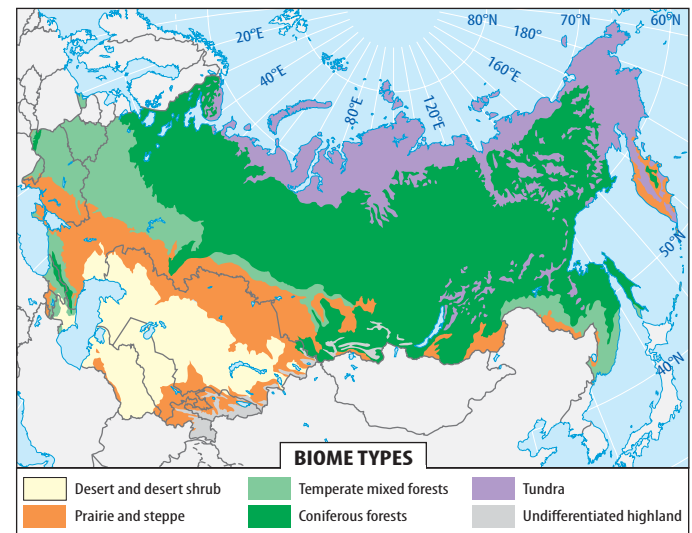 80°N
70°N
60°N
20°E
180°
40°E
160°E
80°E
120°E
50°N
40°N
BIOME TYPES
Desert and desert shrub
Temperate mixed forests
Tundra
Prairie and steppe
Coniferous forests
Undifferentiated highland